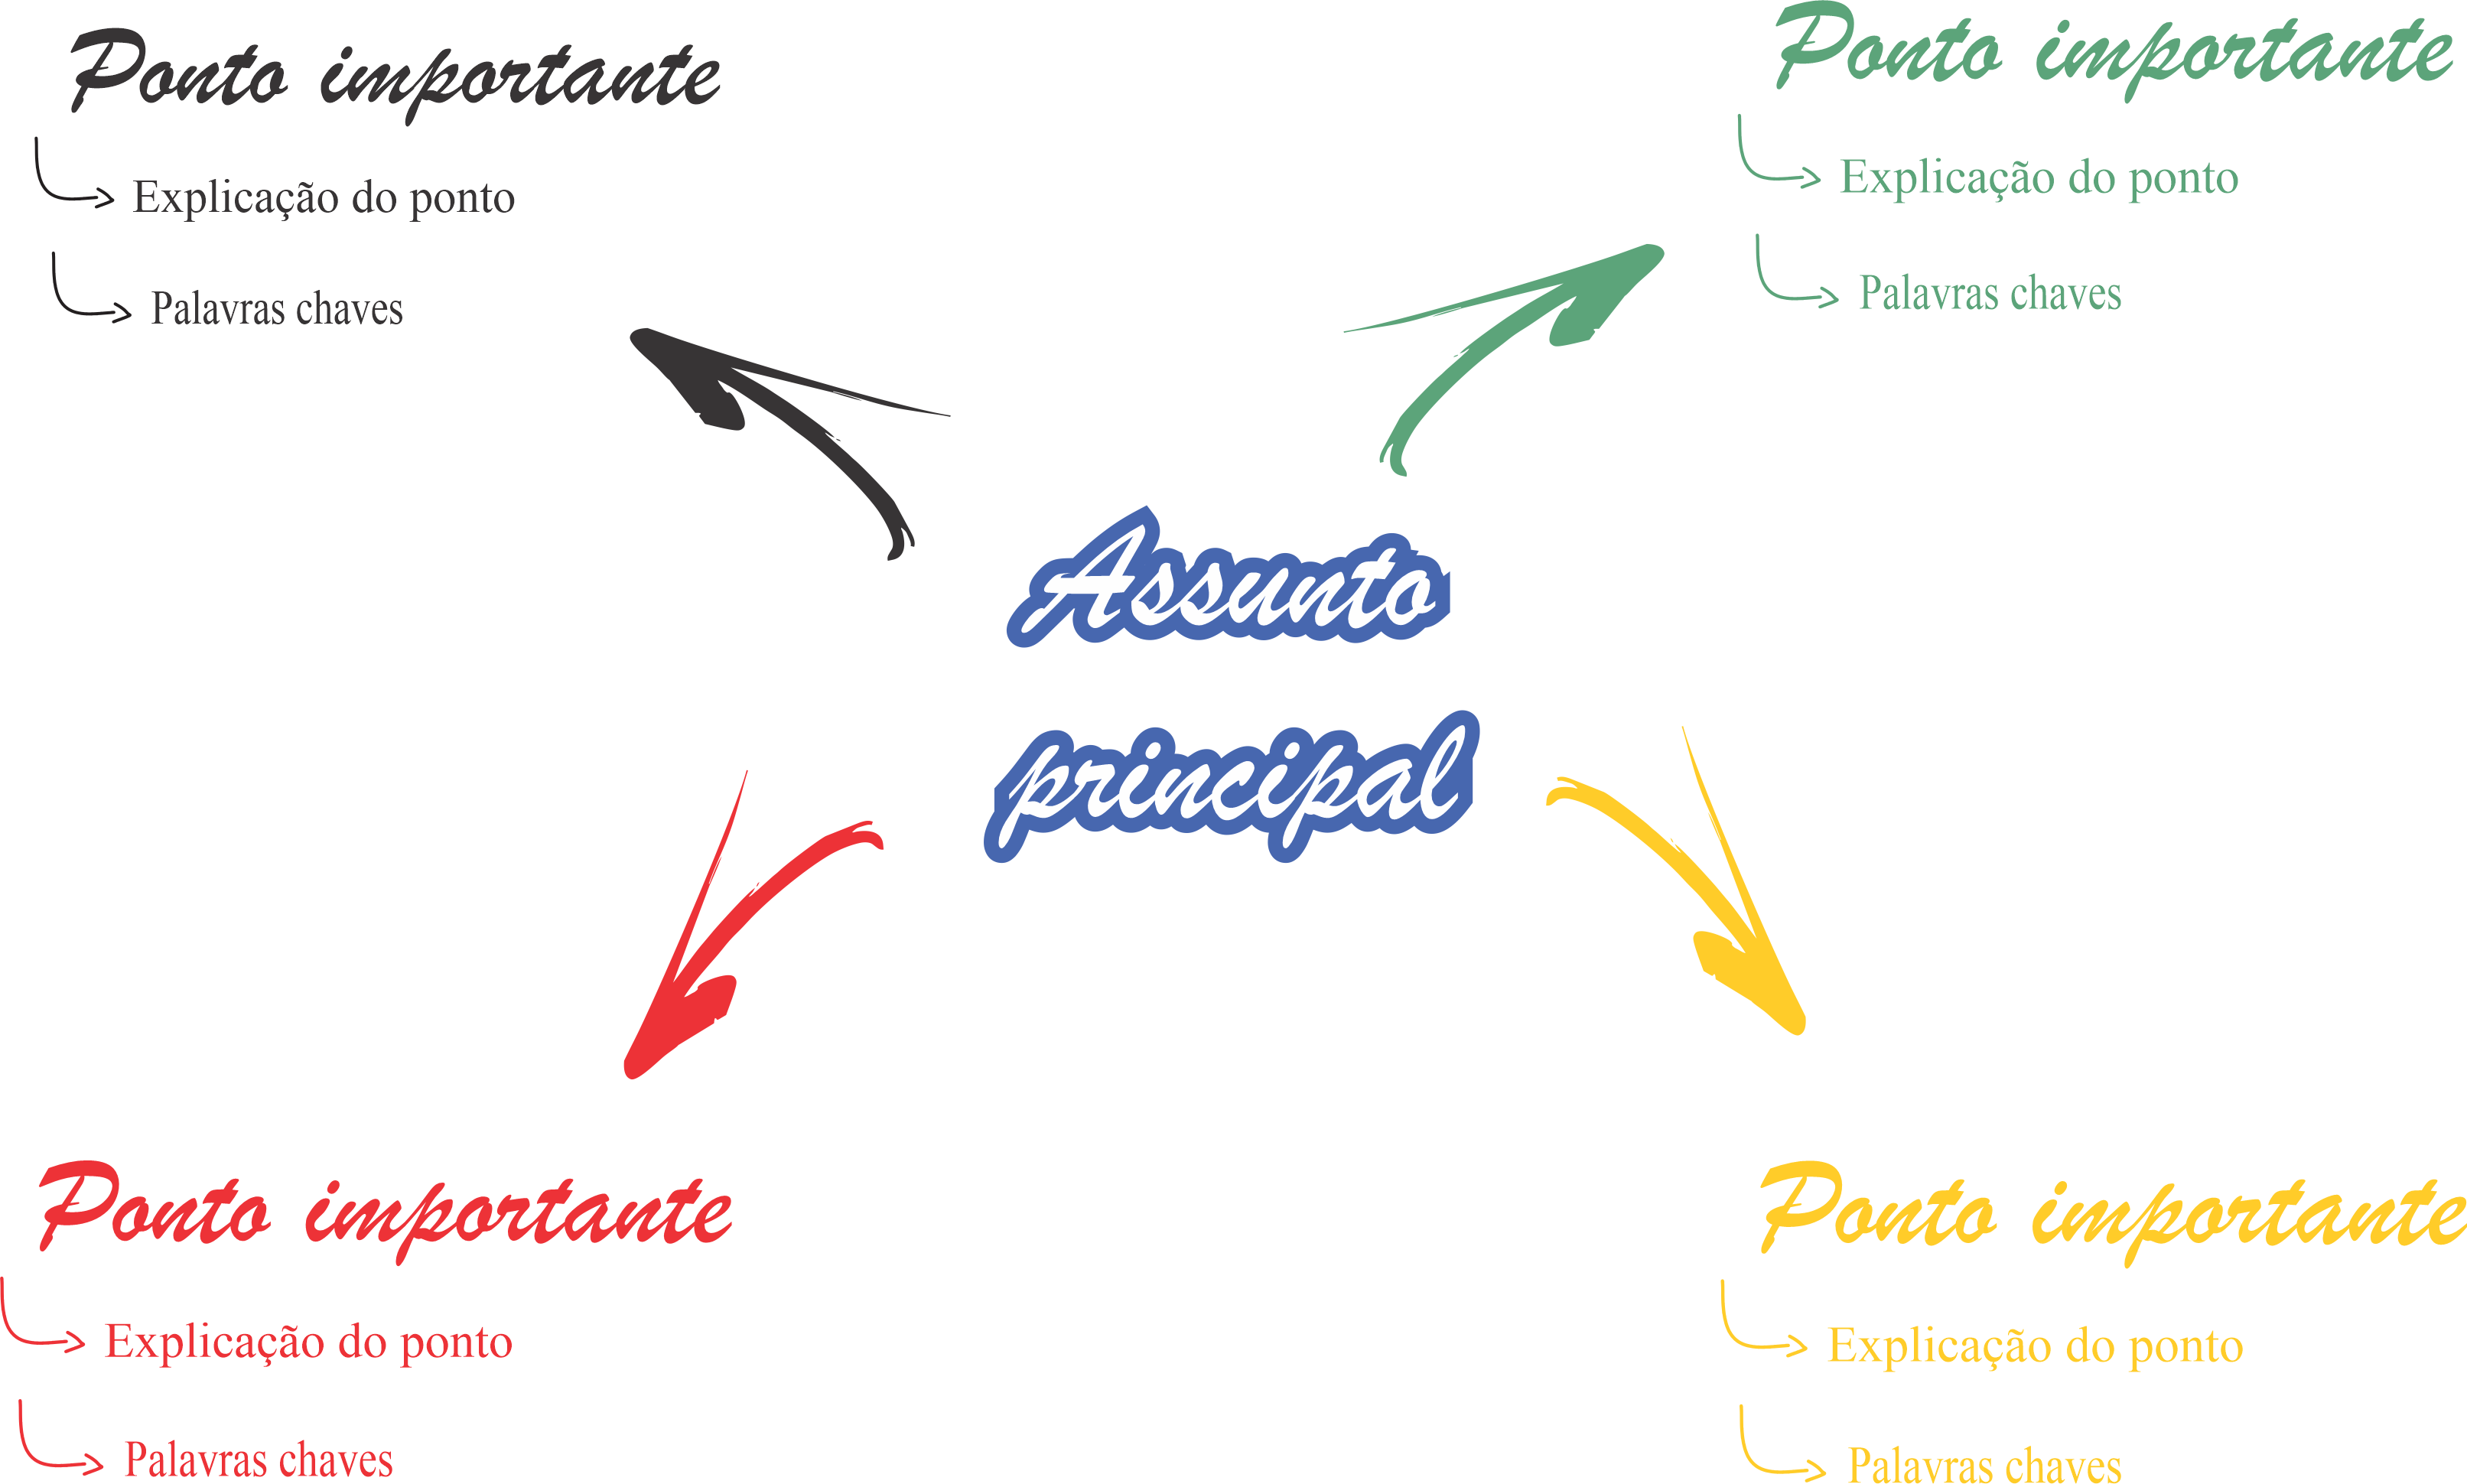 Ponto importante
Explicação do ponto
Palavras chaves
Ponto importante
Explicação do ponto
Palavras chaves
Assunto
principal
Ponto importante
Explicação do ponto
Palavras chaves
Ponto importante
Explicação do ponto
Palavras chaves